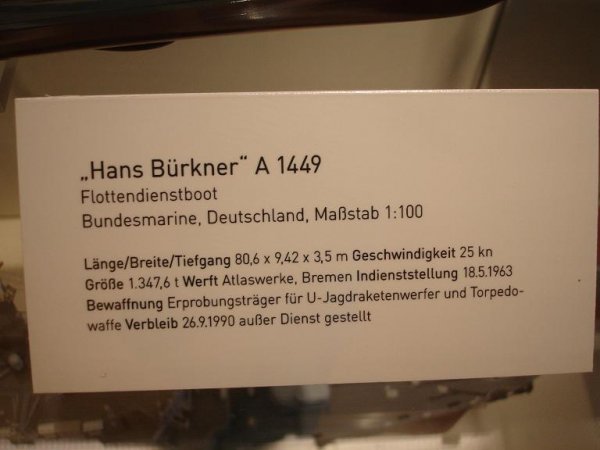 „Hans Bürkner“ A 1449
Flottendienstboot
Bundesmarine, Deutschland, Maßstab 1:100
Länge/Breite/Tiefgang 80,6 x 9,42 x 3,5 m Geschwindigkeit 25 kn
Größe 1.347,6 t Werft Atlaswerke, Bremen Indienststellung 18.5.1963
Bewaffnung Erprobungsträger für U-Jagdraketenwerfer und Torpedo-
waffe Verbleib 26.9.1990 außer Dienst gestellt